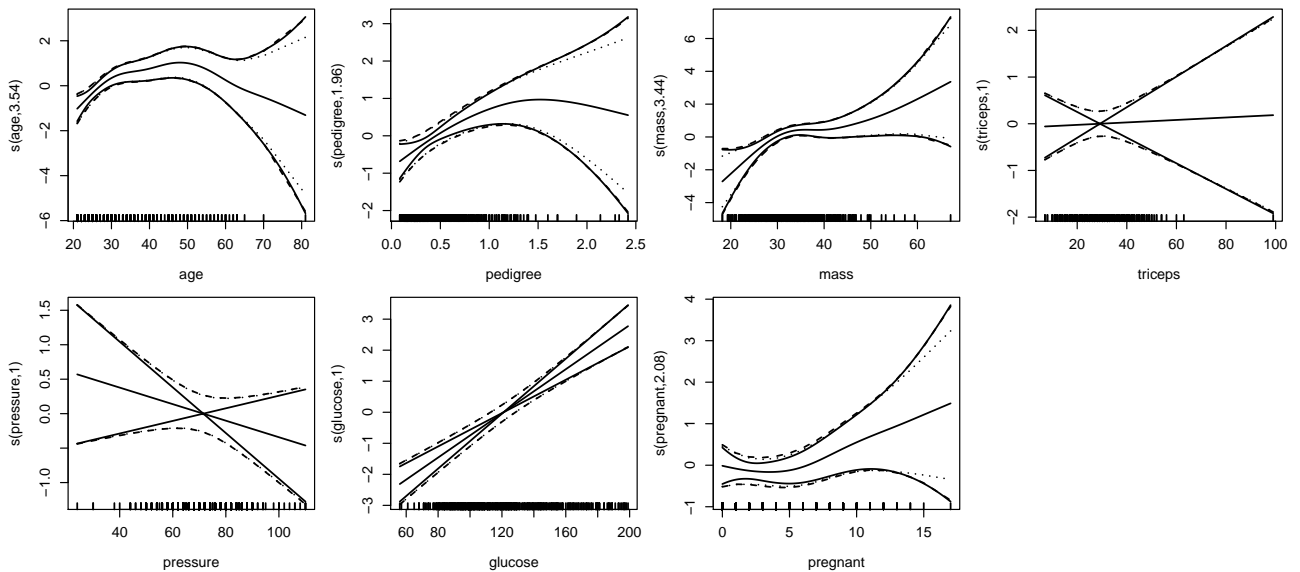 s(age,3.54)
2
0
−2
−4
−6
20 30 40 50 60 70 80
age
s(pedigree,1.96)
3
2
1
0
−1
−2
0.0 0.5 1.0 1.5 2.0 2.5
pedigree
s(mass,3.44)
6
4
2
0
−2
−4
20 30 40 50 60
mass
s(triceps,1)
2
1
0
−1
−2
20 40 60 80 100
triceps
s(pressure,1)
1.5
1.0
0.5
0.0
−1.0
40 60 80 100
pressure
s(glucose,1)
3
2
1
0
−1
−2
−3
60 80 100 140 160 180 200
glucose
s(pregnant,2.08)
4
3
2
1
0
−1
0 5 10 15
pregnant